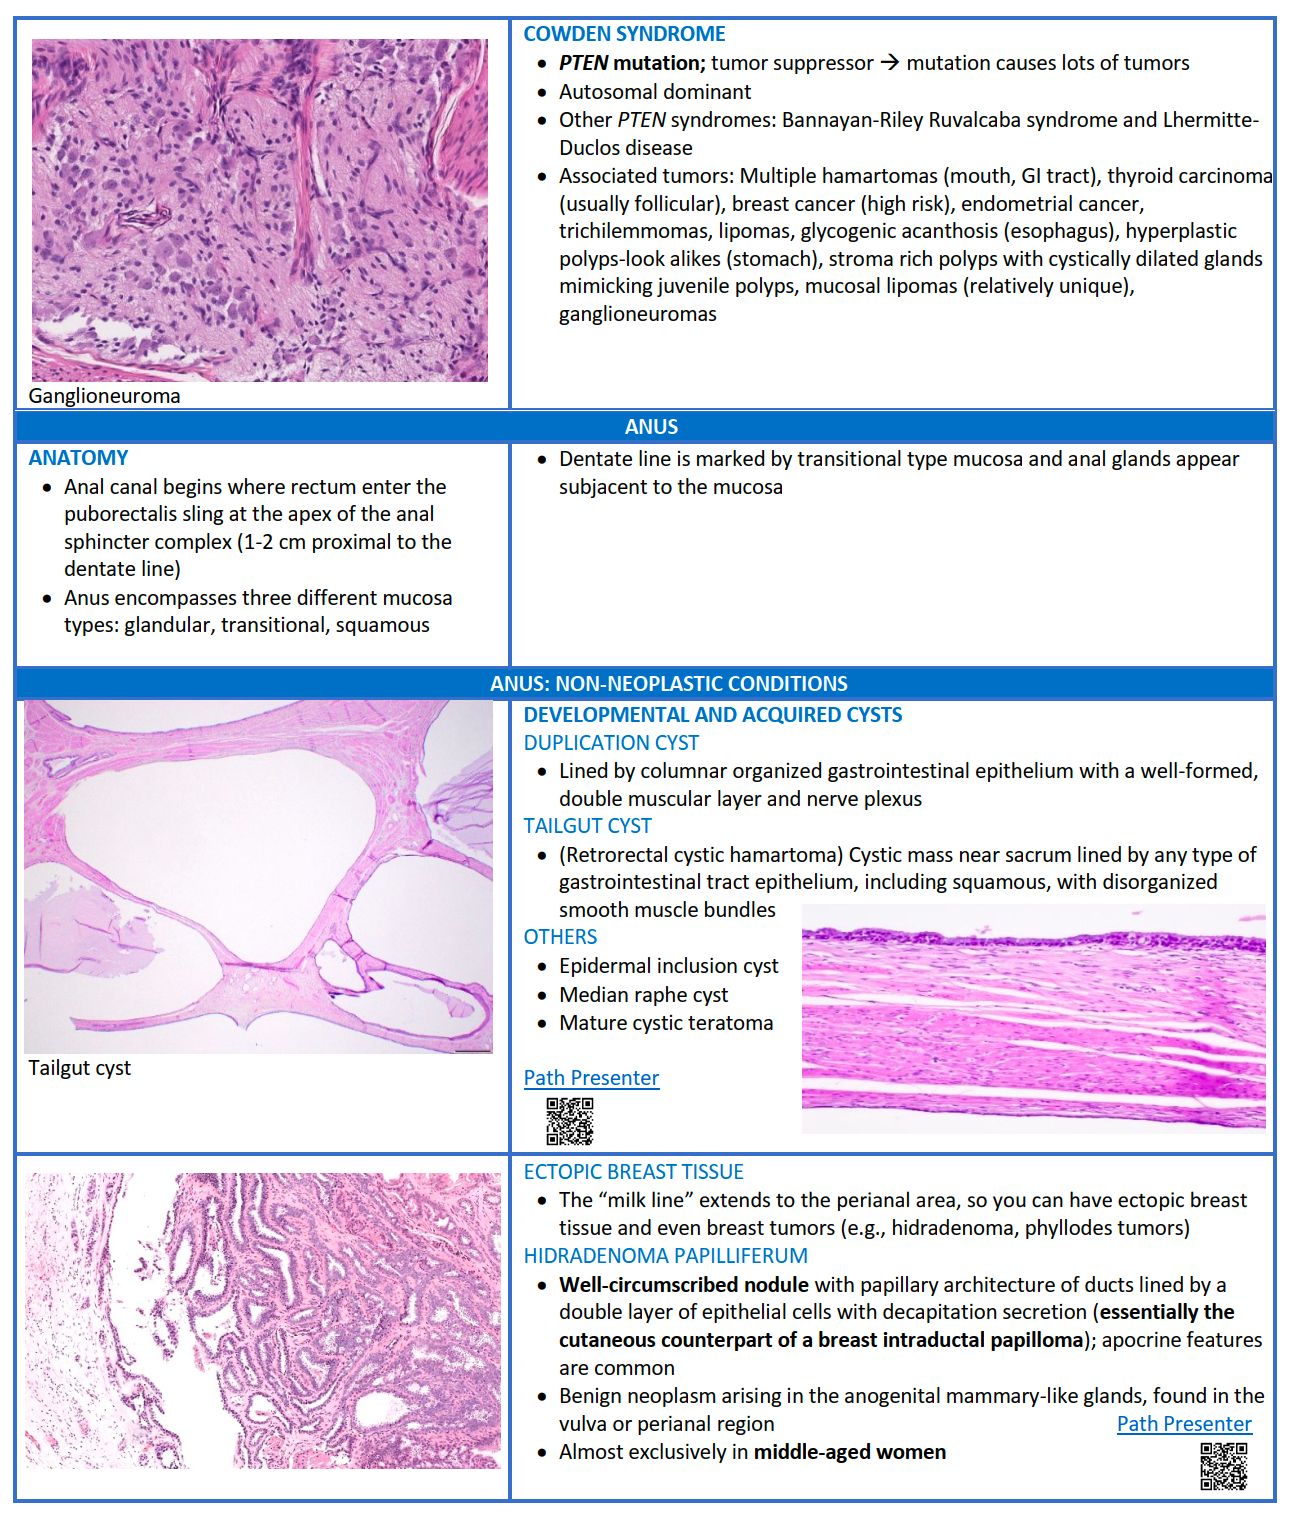 COWDEN SYNDROME
• PTEN mutation; tumor suppressor → mutation causes lots of tumors
• Autosomal dominant
• Other PTEN syndromes: Bannayan-Riley Ruvalcaba syndrome and Lhermitte-
Duclos disease
• Associated tumors: Multiple hamartomas (mouth, GI tract), thyroid carcinoma
(usually follicular), breast cancer (high risk), endometrial cancer,
trichilemmomas, lipomas, glycogenic acanthosis (esophagus), hyperplastic
polyps-look alikes (stomach), stroma rich polyps with cystically dilated glands
mimicking juvenile polyps, mucosal lipomas (relatively unique),
ganglioneuromas
Ganglioneuroma
ANUS
ANATOMY
• Anal canal begins where rectum enter the
puborectalis sling at the apex of the anal
sphincter complex (1-2 cm proximal to the
dentate line)
• Anus encompasses three different mucosa
types: glandular, transitional, squamous
• Dentate line is marked by transitional type mucosa and anal glands appear
subjacent to the mucosa
ANUS: NON-NEOPLASTIC CONDITIONS
Tailgut cyst
DEVELOPMENTAL AND ACQUIRED CYSTS
DUPLICATION CYST
• Lined by columnar organized gastrointestinal epithelium with a well-formed,
double muscular layer and nerve plexus
TAILGUT CYST
• (Retrorectal cystic hamartoma) Cystic mass near sacrum lined by any type of
gastrointestinal tract epithelium, including squamous, with disorganized
smooth muscle bundles
OTHERS
• Epidermal inclusion cyst
• Median raphe cyst
• Mature cystic teratoma
Path Presenter
ECTOPIC BREAST TISSUE
• The “milk line” extends to the perianal area, so you can have ectopic breast
tissue and even breast tumors (e.g., hidradenoma, phyllodes tumors)
HIDRADENOMA PAPILLIFERUM
• Well-circumscribed nodule with papillary architecture of ducts lined by a
double layer of epithelial cells with decapitation secretion (essentially the
cutaneous counterpart of a breast intraductal papilloma); apocrine features
are common
• Benign neoplasm arising in the anogenital mammary-like glands, found in the
vulva or perianal region
Path Presenter
• Almost exclusively in middle-aged women